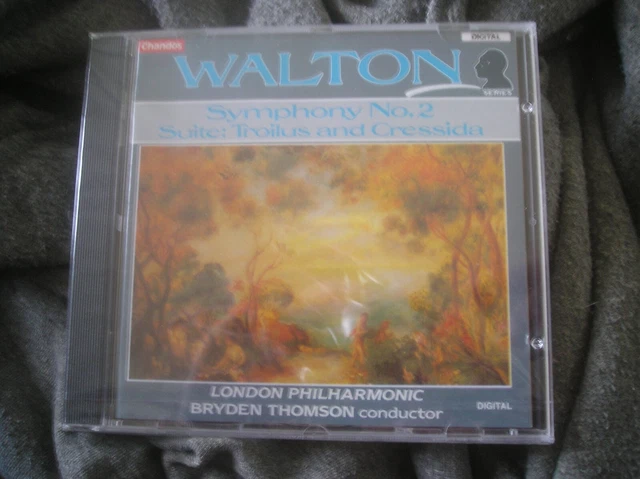 Chandos
DIGITAL
WALTON
SERIES
Symphony No.2
Suite: Troilus and Cressida
LONDON PHILHARMONIC
BRYDEN THOMSON conductor
DIGITAL